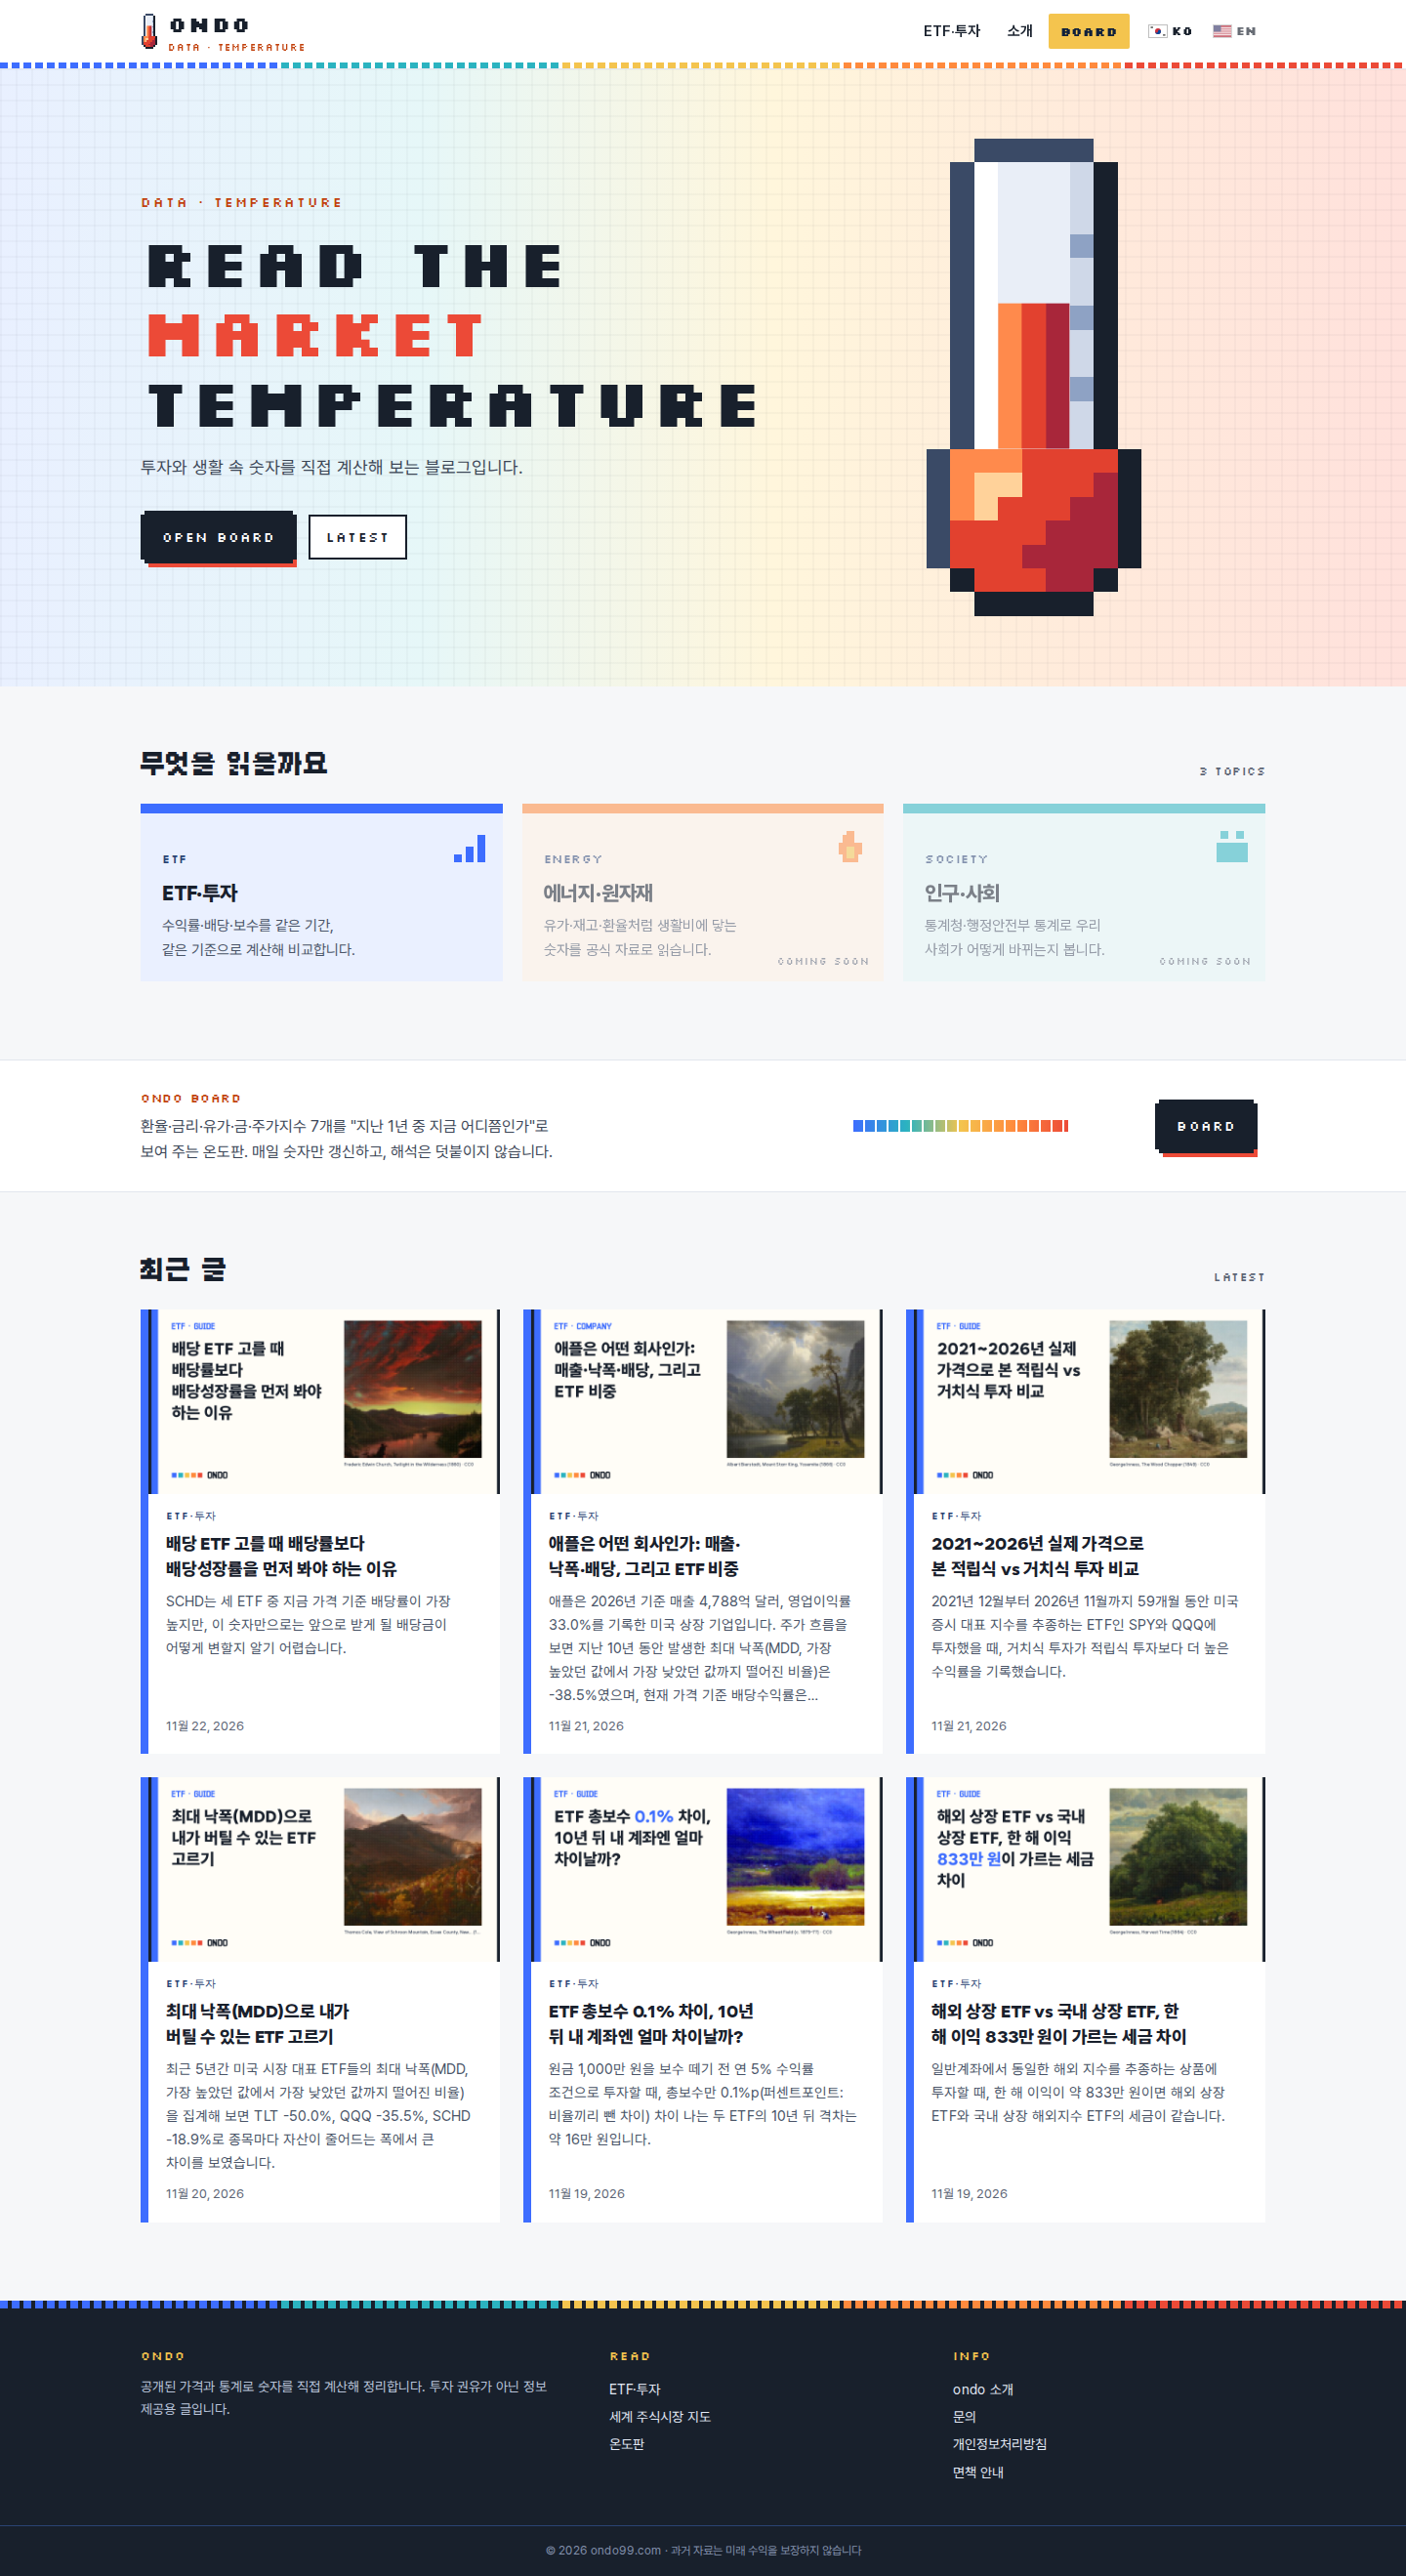 ONDO
DATA · TEMPERATURE
ETF·투자
소개
BOARD
KO
EN
DATA · TEMPERATURE
READ THE
MARKET
TEMPERATURE
투자와 생활 속 숫자를 직접 계산해 보는 블로그입니다.
OPEN BOARD
LATEST
무엇을 읽을까요
3 TOPICS
ETF
ETF·투자
수익률·배당·보수를 같은 기간,
같은 기준으로 계산해 비교합니다.
ENERGY
에너지·원자재
유가·재고·환율처럼 생활비에 닿는
숫자를 공식 자료로 읽습니다.
COMING SOON
SOCIETY
인구·사회
통계청·행정안전부 통계로 우리
사회가 어떻게 바뀌는지 봅니다.
COMING SOON
ONDO BOARD
환율·금리·유가·금·주가지수 7개를 "지난 1년 중 지금 어디쯤인가"로
보여 주는 온도판. 매일 숫자만 갱신하고, 해석은 덧붙이지 않습니다.
BOARD
최근 글
LATEST
ETF · GUIDE
배당 ETF 고를 때
배당률보다
배당성장률을 먼저 봐야
하는 이유
Frederic Edwin Church, Twilight in the Wilderness (1860) · CC0
ONDO
ETF·투자
배당 ETF 고를 때 배당률보다
배당성장률을 먼저 봐야 하는 이유
SCHD는 세 ETF 중 지금 가격 기준 배당률이 가장
높지만, 이 숫자만으로는 앞으로 받게 될 배당금이
어떻게 변할지 알기 어렵습니다.
11월 22, 2026
ETF · COMPANY
애플은 어떤 회사인가:
매출·낙폭·배당, 그리고
ETF 비중
ONDO
ETF·투자
애플은 어떤 회사인가: 매출·
낙폭·배당, 그리고 ETF 비중
애플은 2026년 기준 매출 4,788억 달러, 영업이익률
33.0%를 기록한 미국 상장 기업입니다. 주가 흐름을
보면 지난 10년 동안 발생한 최대 낙폭(MDD, 가장
높았던 값에서 가장 낮았던 값까지 떨어진 비율)은
-38.5%였으며, 현재 가격 기준 배당수익률은...
11월 21, 2026
ETF · GUIDE
2021~2026년 실제
가격으로 본 적립식 vs
거치식 투자 비교
ONDO
ETF·투자
2021~2026년 실제 가격으로
본 적립식 vs 거치식 투자 비교
2021년 12월부터 2026년 11월까지 59개월 동안 미국
증시 대표 지수를 추종하는 ETF인 SPY와 QQQ에
투자했을 때, 거치식 투자가 적립식 투자보다 더 높은
수익률을 기록했습니다.
11월 21, 2026
ETF · GUIDE
최대 낙폭(MDD)으로
내가 버틸 수 있는 ETF
고르기
ONDO
ETF·투자
최대 낙폭(MDD)으로 내가
버틸 수 있는 ETF 고르기
최근 5년간 미국 시장 대표 ETF들의 최대 낙폭(MDD,
가장 높았던 값에서 가장 낮았던 값까지 떨어진 비율)
을 집계해 보면 TLT -50.0%, QQQ -35.5%, SCHD
-18.9%로 종목마다 자산이 줄어드는 폭에서 큰
차이를 보였습니다.
11월 20, 2026
ETF · GUIDE
ETF 총보수 0.1% 차이,
10년 뒤 내 계좌엔 얼마
차이날까?
ONDO
ETF·투자
ETF 총보수 0.1% 차이, 10년
뒤 내 계좌엔 얼마 차이날까?
원금 1,000만 원을 보수 떼기 전 연 5% 수익률
조건으로 투자할 때, 총보수만 0.1%p(퍼센트포인트:
비율끼리 뺀 차이) 차이 나는 두 ETF의 10년 뒤 격차는
약 16만 원입니다.
11월 19, 2026
ETF · GUIDE
해외 상장 ETF vs 국내
상장 ETF, 한 해 이익
833만 원이 가르는 세금
차이
ONDO
ETF·투자
해외 상장 ETF vs 국내 상장 ETF, 한
해 이익 833만 원이 가르는 세금 차이
일반계좌에서 동일한 해외 지수를 추종하는 상품에
투자할 때, 한 해 이익이 약 833만 원이면 해외 상장
ETF와 국내 상장 해외지수 ETF의 세금이 같습니다.
11월 19, 2026
ONDO
공개된 가격과 통계로 숫자를 직접 계산해 정리합니다. 투자 권유가 아닌 정보
제공용 글입니다.
READ
ETF·투자
세계 주식시장 지도
온도판
INFO
ondo 소개
문의
개인정보처리방침
면책 안내
© 2026 ondo99.com · 과거 자료는 미래 수익을 보장하지 않습니다